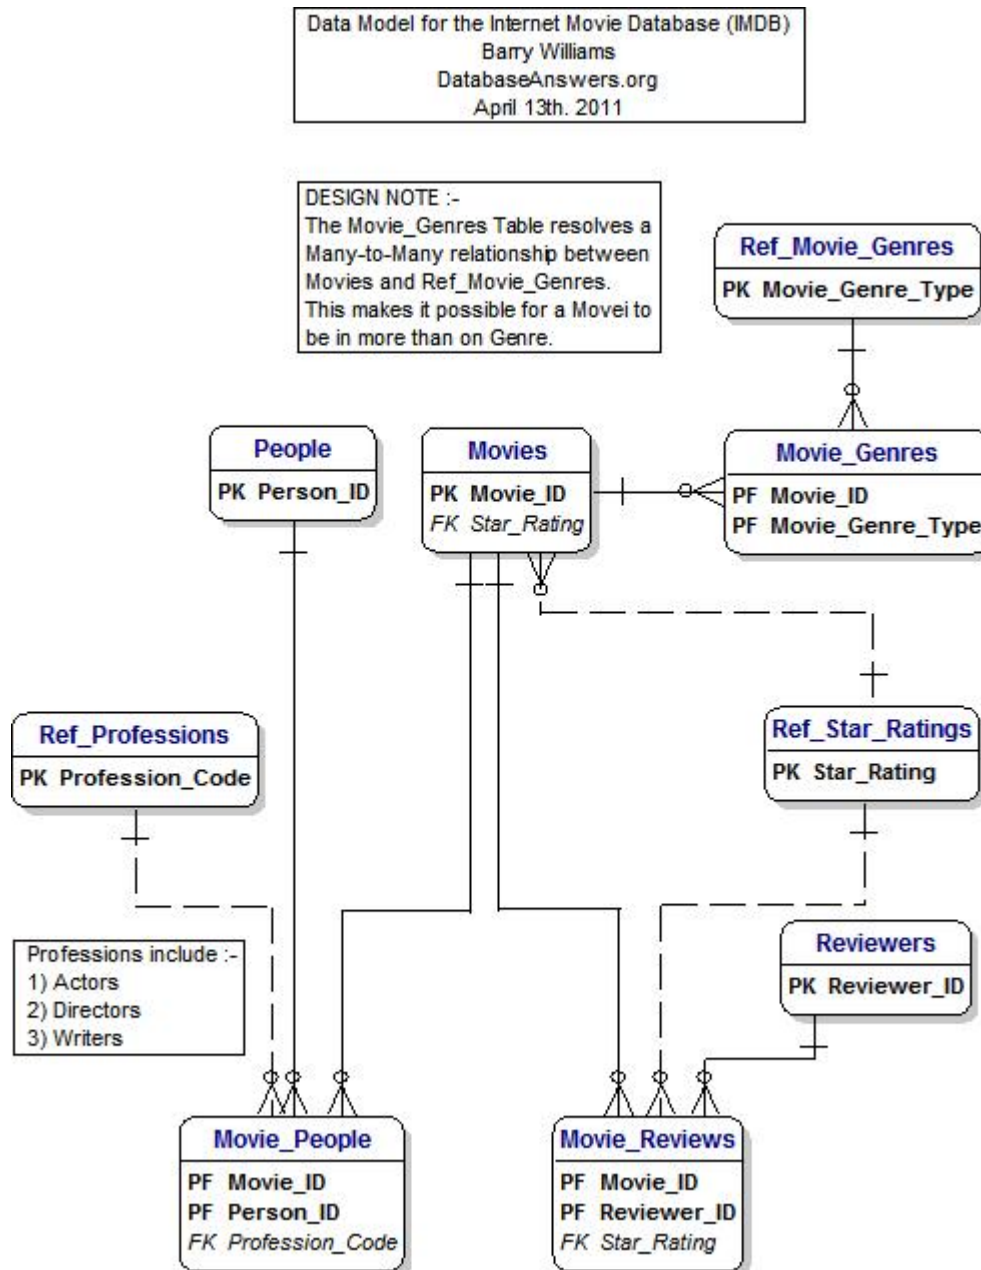 Data Model for the Internet Movie Database (IMDB)
Barry Williams
DatabaseAnswers.org
April 13th. 2011
DESIGN NOTE :-
The Movie_Genres Table resolves a
Many-to-Many relationship between
Movies and Ref_Movie_Genres.
This makes it possible for a Movei to
be in more than on Genre.
Ref_Movie_Genres
PK Movie_Genre_Type
People
PK Person_ID
Movies
PK Movie_ID
FK Star_Rating
Movie_Genres
PF Movie_ID
PF Movie_Genre_Type
Ref_Professions
PK Profession_Code
Ref_Star_Ratings
PK Star_Rating
Professions include :-
1) Actors
2) Directors
3) Writers
Reviewers
PK Reviewer_ID
Movie_People
PF Movie_ID
PF Person_ID
FK Profession_Code
Movie_Reviews
PF Movie_ID
PF Reviewer_ID
FK Star_Rating